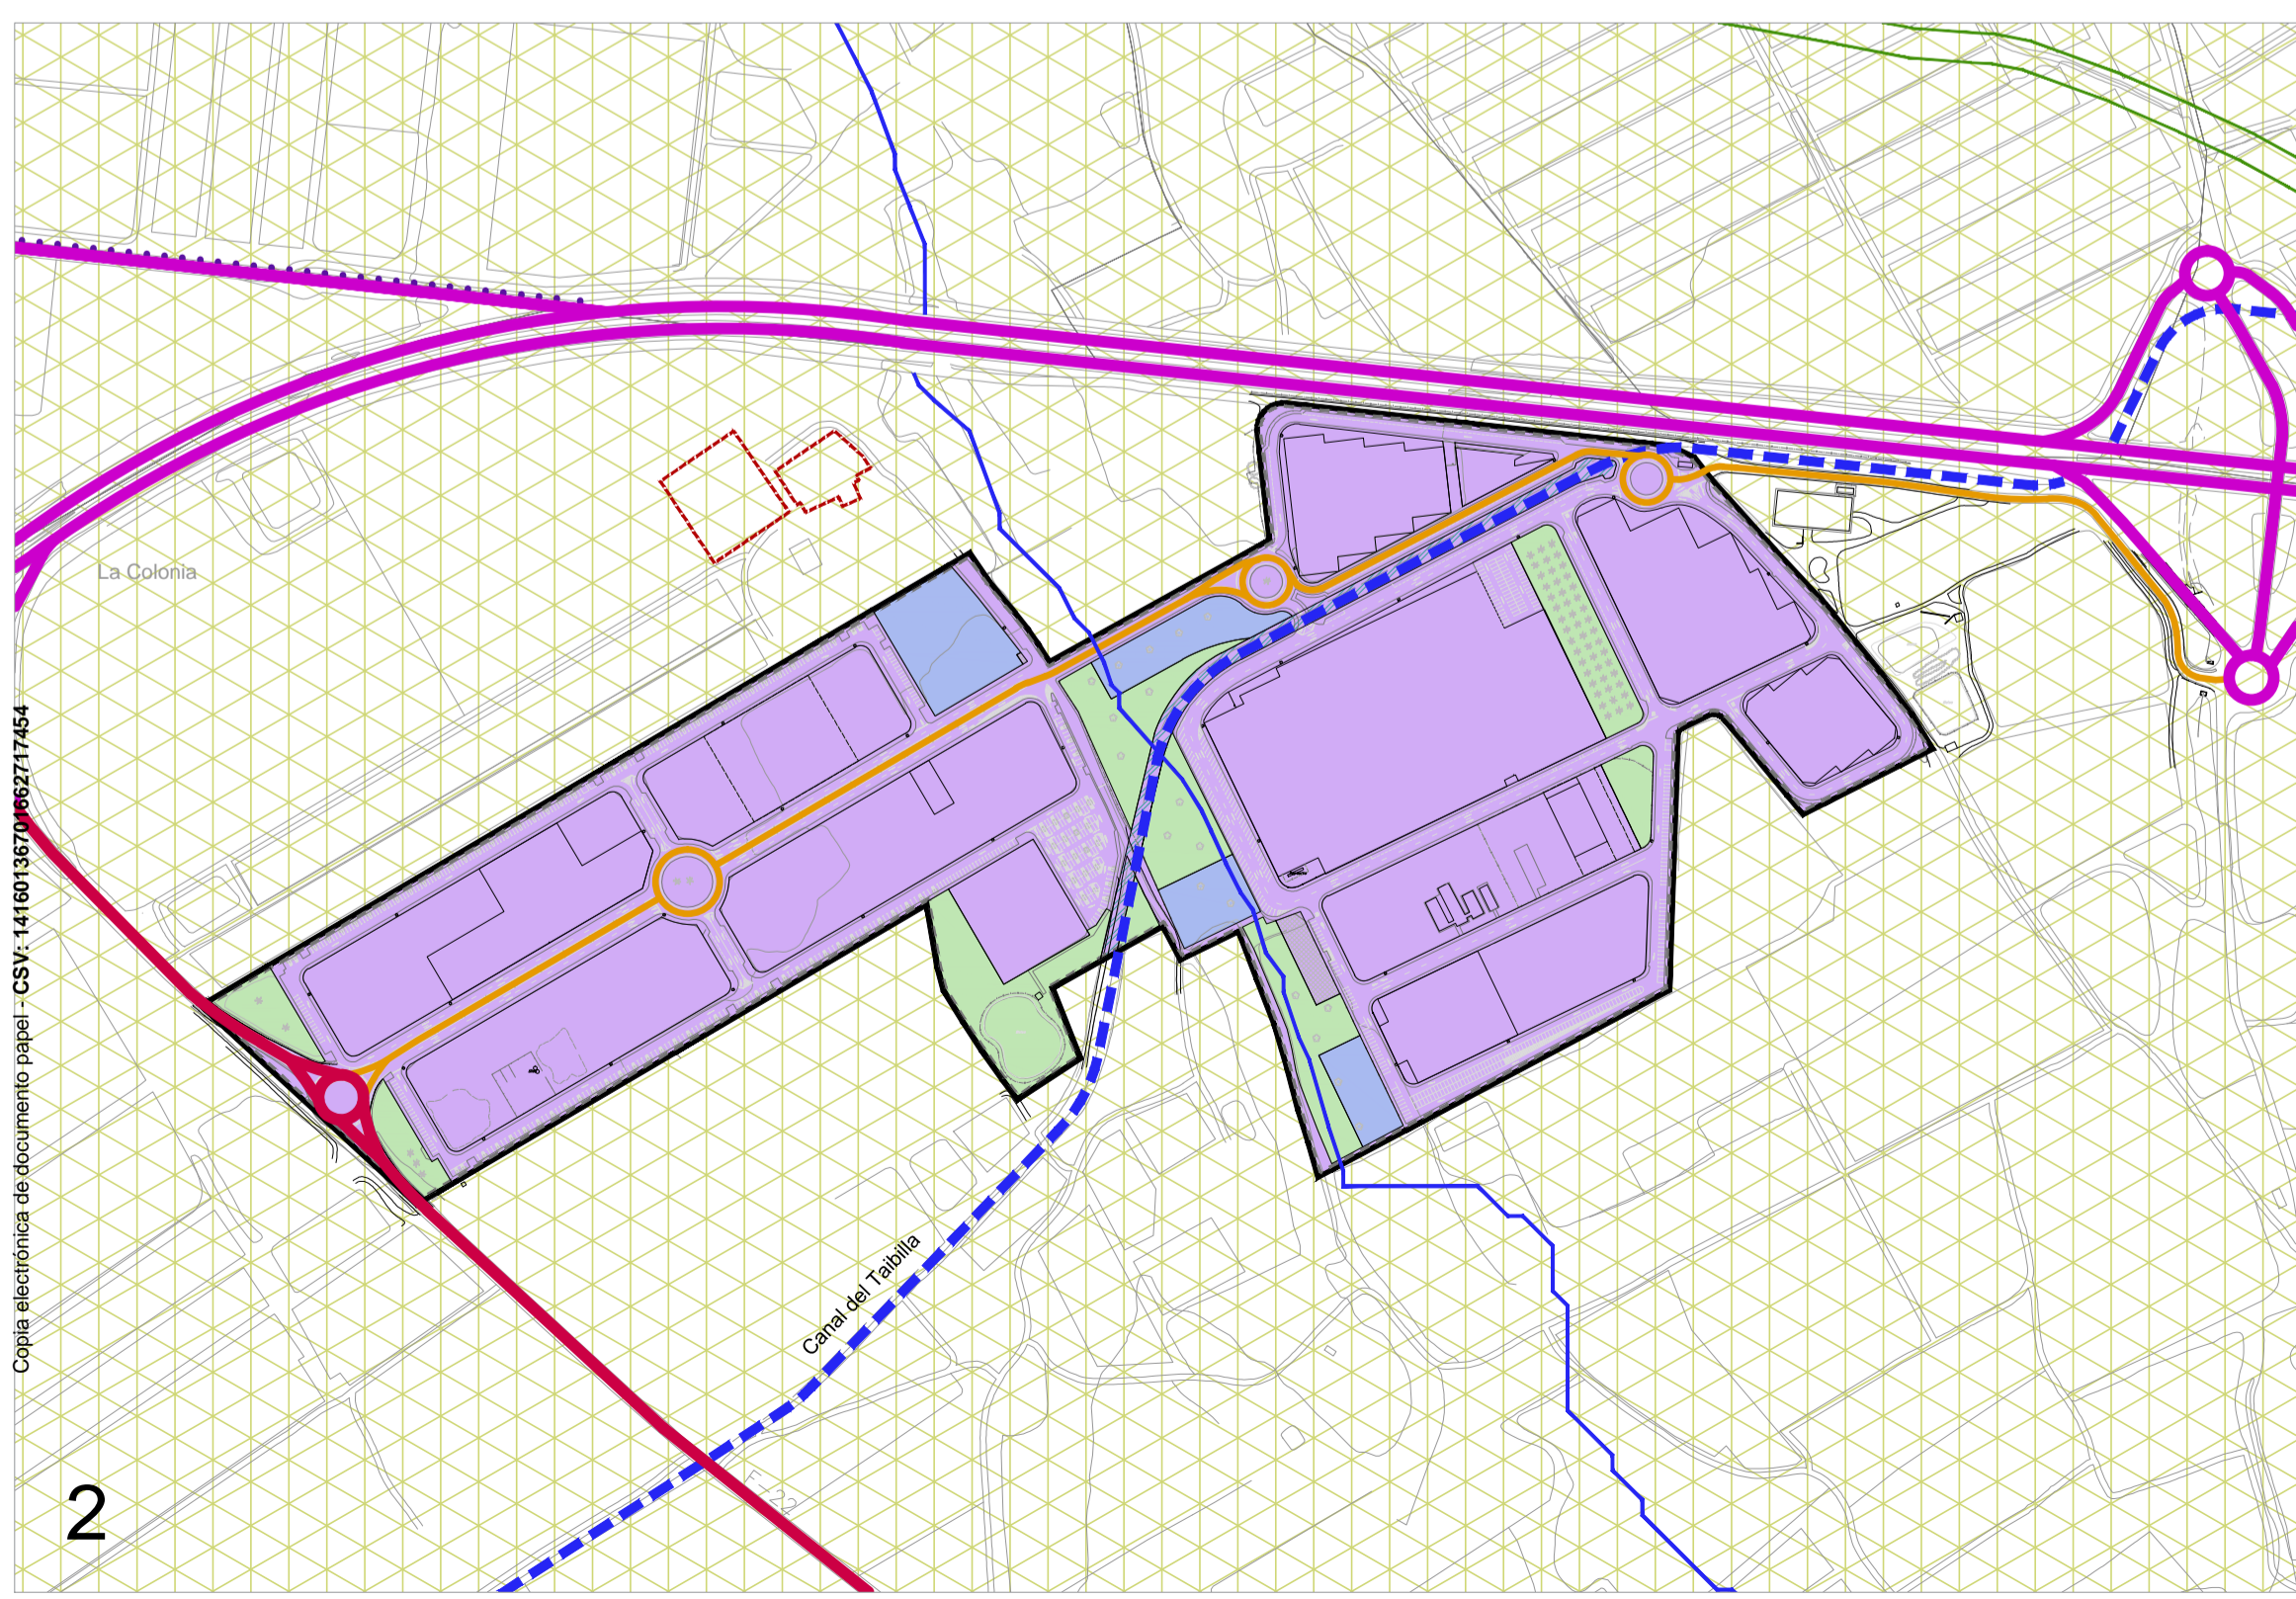 La Colonia
Copia electrónica de documento papel - CSV: 14160136701662717454
Canal del Taibilla
2